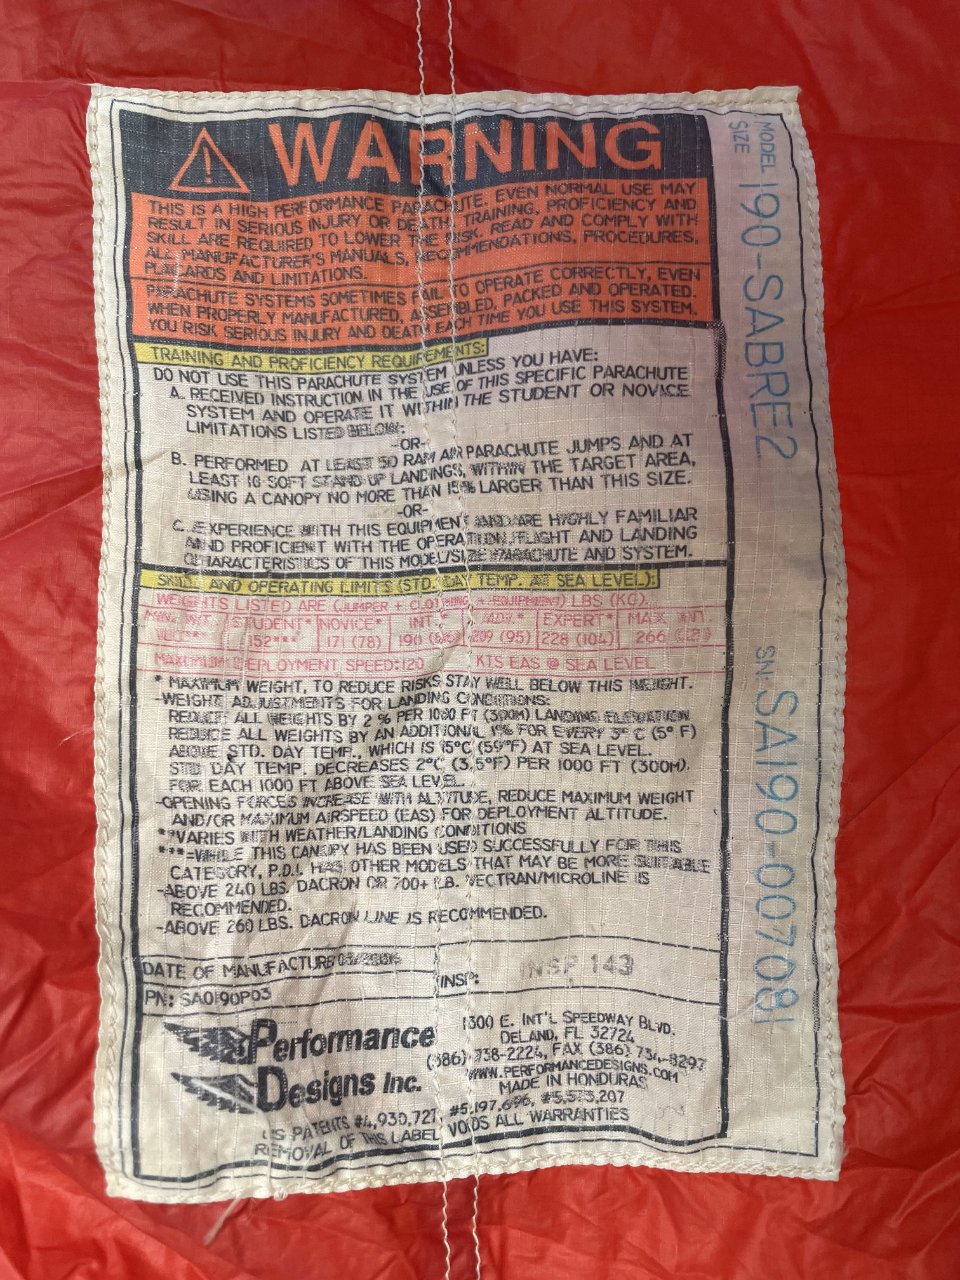 WARNING
THIS IS A HIGH PERFORMANCE PARACHUTE. EVEN NORMAL USE MAY
RESULT IN SERIOUS INJURY OR DEATH. TRAINING, PROFICIENCY AND
SKILL ARE REQUIRED TO LOWER THE RISK. READ AND COMPLY WITH
ALL MANUFACTURER'S MANUALS, RECOMMENDATIONS, PROCEDURES,
PLACARDS AND LIMITATIONS.
PARACHUTE SYSTEMS SOMETIMES FAIL TO OPERATE CORRECTLY, EVEN
WHEN PROPERLY MANUFACTURED, ASSEMBLED, PACKED AND OPERATED.
YOU RISK SERIOUS INJURY AND DEATH EACH TIME YOU USE THIS SYSTEM.
TRAINING AND PROFICIENCY REQUIREMENTS:
DO NOT USE THIS PARACHUTE SYSTEM UNLESS YOU HAVE:
A. RECEIVED INSTRUCTION IN THE USE OF THIS SPECIFIC PARACHUTE
SYSTEM AND OPERATE IT WITHIN THE STUDENT OR NOVICE
LIMITATIONS LISTED BELOW:
-OR-
B. PERFORMED AT LEAST 50 RAM AIR PARACHUTE JUMPS AND AT
LEAST 10 SOFT STAND UP LANDINGS, WITHIN THE TARGET AREA,
USING A CANOPY NO MORE THAN 15% LARGER THAN THIS SIZE.
-OR-
C. EXPERIENCE WITH THIS EQUIPMENT AND ARE HIGHLY FAMILIAR
AND PROFICIENT WITH THE OPERATION, FLIGHT AND LANDING
CHARACTERISTICS OF THIS MODEL/SIZE PARACHUTE AND SYSTEM.
SKILL AND OPERATING LIMITS (STD. DAY TEMP. AT SEA LEVEL):
WEIGHTS LISTED ARE (JUMPER + CLOTHING + EQUIPMENT) LBS (KG).
MIN. WT. STUDENT* NOVICE* INT.* ADV.* EXPERT* MAX. WT.
152*** 171 (78) 190 209 (95) 228 (104) 266
MAXIMUM DEPLOYMENT SPEED: 120 KTS EAS @ SEA LEVEL
* MAXIMUM WEIGHT, TO REDUCE RISKS STAY WELL BELOW THIS WEIGHT.
-WEIGHT ADJUSTMENTS FOR LANDING CONDITIONS:
REDUCE ALL WEIGHTS BY 2 % PER 1000 FT (300M) LANDING ELEVATION
REDUCE ALL WEIGHTS BY AN ADDITIONAL 1% FOR EVERY 3° C (5° F)
ABOVE STD. DAY TEMP., WHICH IS 15°C (59°F) AT SEA LEVEL.
STD DAY TEMP. DECREASES 2°C (3.5°F) PER 1000 FT (300M).
FOR EACH 1000 FT ABOVE SEA LEVEL.
-OPENING FORCES INCREASE WITH ALTITUDE, REDUCE MAXIMUM WEIGHT
AND/OR MAXIMUM AIRSPEED (EAS) FOR DEPLOYMENT ALTITUDE.
**VARIES WITH WEATHER/LANDING CONDITIONS
***=WHILE THIS CANOPY HAS BEEN USED SUCCESSFULLY FOR THIS
CATEGORY, P.D.I. HAS OTHER MODELS THAT MAY BE MORE SUITABLE
-ABOVE 240 LBS. DACRON OR 700+ LB. VECTRAN/MICROLINE IS
RECOMMENDED.
-ABOVE 260 LBS. DACRON LINE IS RECOMMENDED.
DATE OF MANUFACTURE
INSP: INSP 143
PN: SA0190P03
Performance
Designs Inc.
1300 E. INT'L SPEEDWAY BLVD.
DELAND, FL 32724
(386) 738-2224, FAX (386) 734-8297
WWW.PERFORMANCEDESIGNS.COM
MADE IN HONDURAS
US PATENTS #4,930,727, #5,197,696, #5,573,207
REMOVAL OF THIS LABEL VOIDS ALL WARRANTIES
MODEL
SIZE
190-SABRE2
SN: SA190-007081